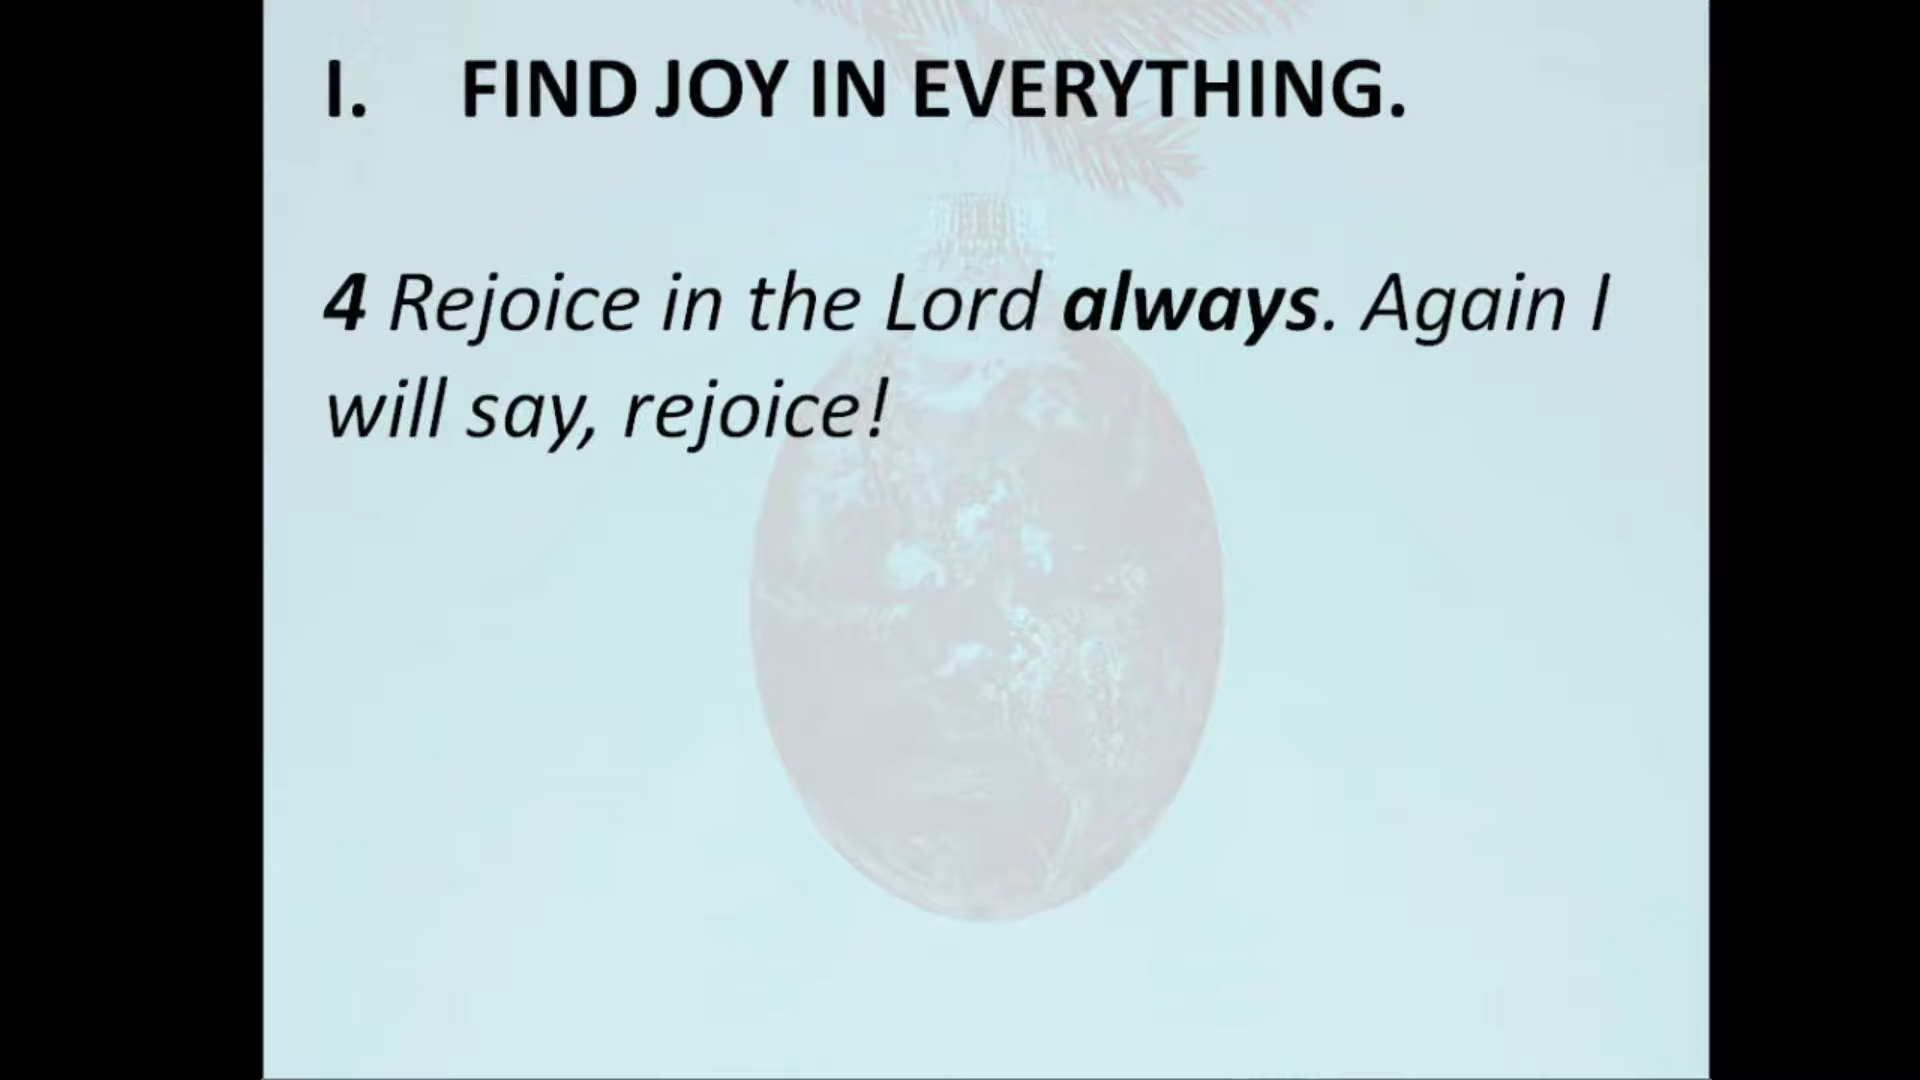 I. FIND JOY IN EVERYTHING.
4 Rejoice in the Lord always. Again I
will say, rejoice!